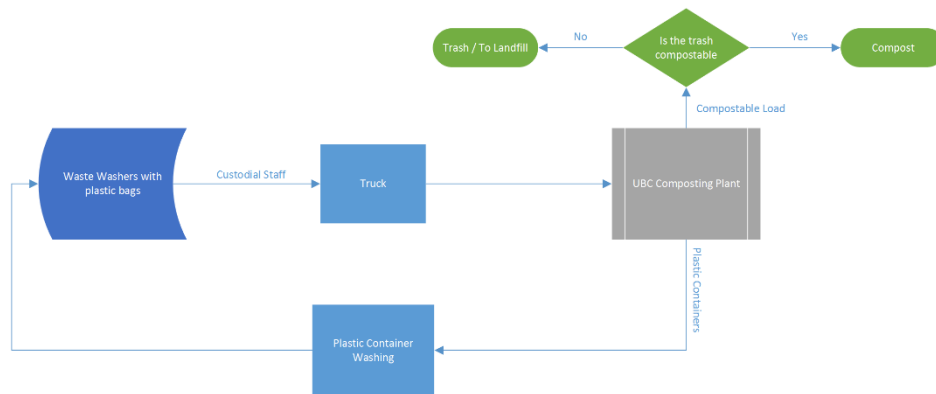 No
Yes
Trash / To Landfill
Is the trash
compostable
Compost
Compostable Load
Waste Washers with
plastic bags
Custodial Staff
Truck
UBC Composting Plant
Plastic Containers
Plastic Container
Washing